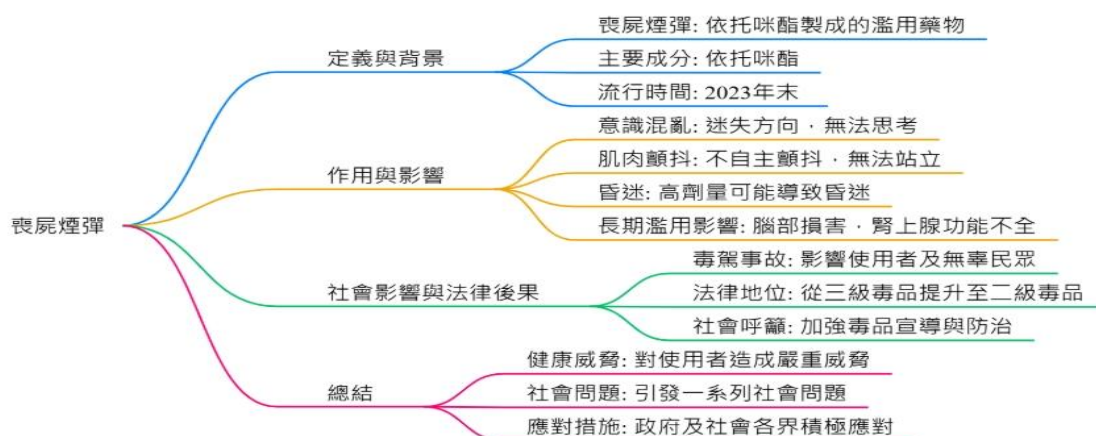 喪屍煙彈
定義與背景
喪屍煙彈: 依托咪酯製成的濫用藥物
主要成分: 依托咪酯
流行時間: 2023年末
作用與影響
意識混亂: 迷失方向，無法思考
肌肉顫抖: 不自主顫抖，無法站立
昏迷: 高劑量可能導致昏迷
長期濫用影響: 腦部損害，腎上腺功能不全
社會影響與法律後果
毒駕事故: 影響使用者及無辜民眾
法律地位: 從三級毒品提升至二級毒品
社會呼籲: 加強毒品宣導與防治
總結
健康威脅: 對使用者造成嚴重威脅
社會問題: 引發一系列社會問題
應對措施: 政府及社會各界積極應對